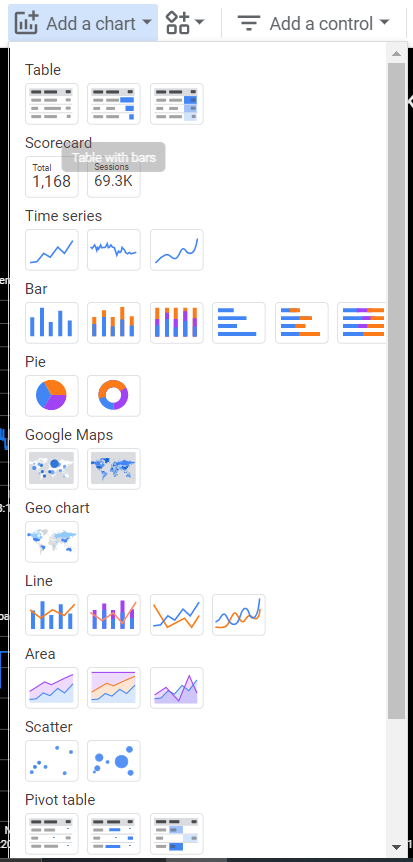 Add a chart
Add a control
Table
Scorecard
Table with bars
Total
1,168
Sessions
69.3K
Time series
Bar
Pie
Google Maps
Geo chart
Line
Area
Scatter
Pivot table